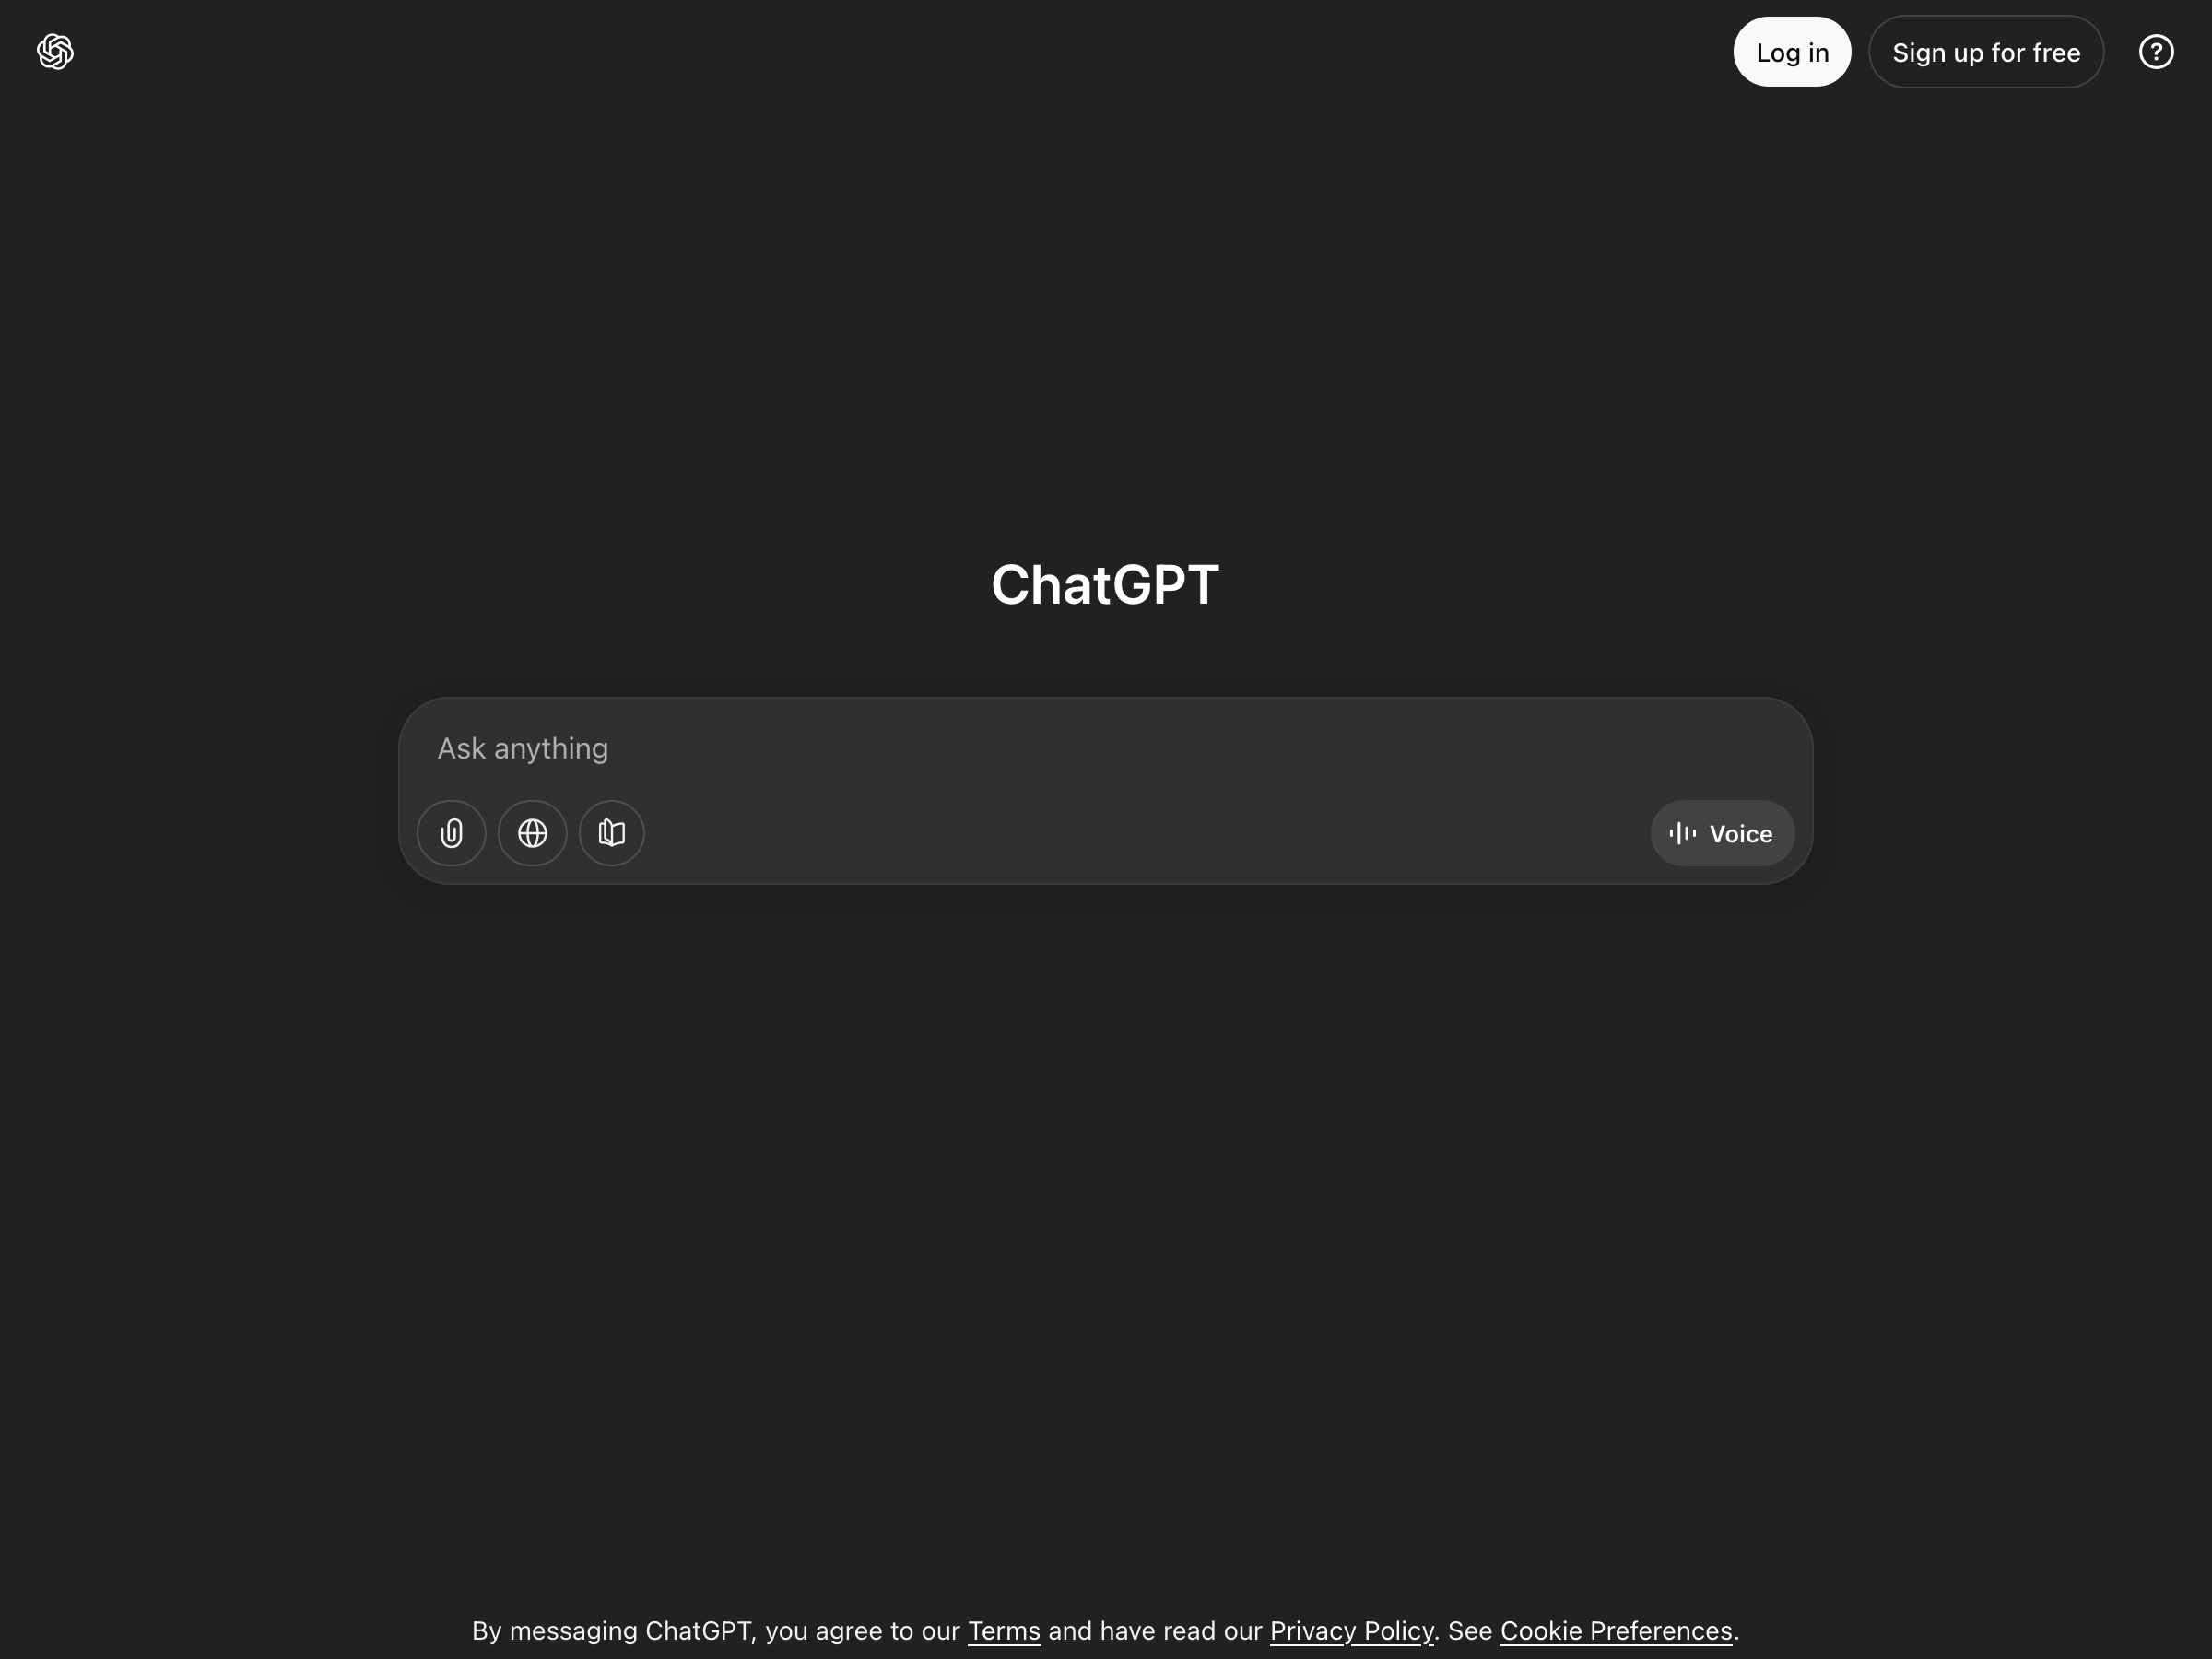 Log in
Sign up for free
ChatGPT
Ask anything
Voice
By messaging ChatGPT, you agree to our Terms and have read our Privacy Policy. See Cookie Preferences.